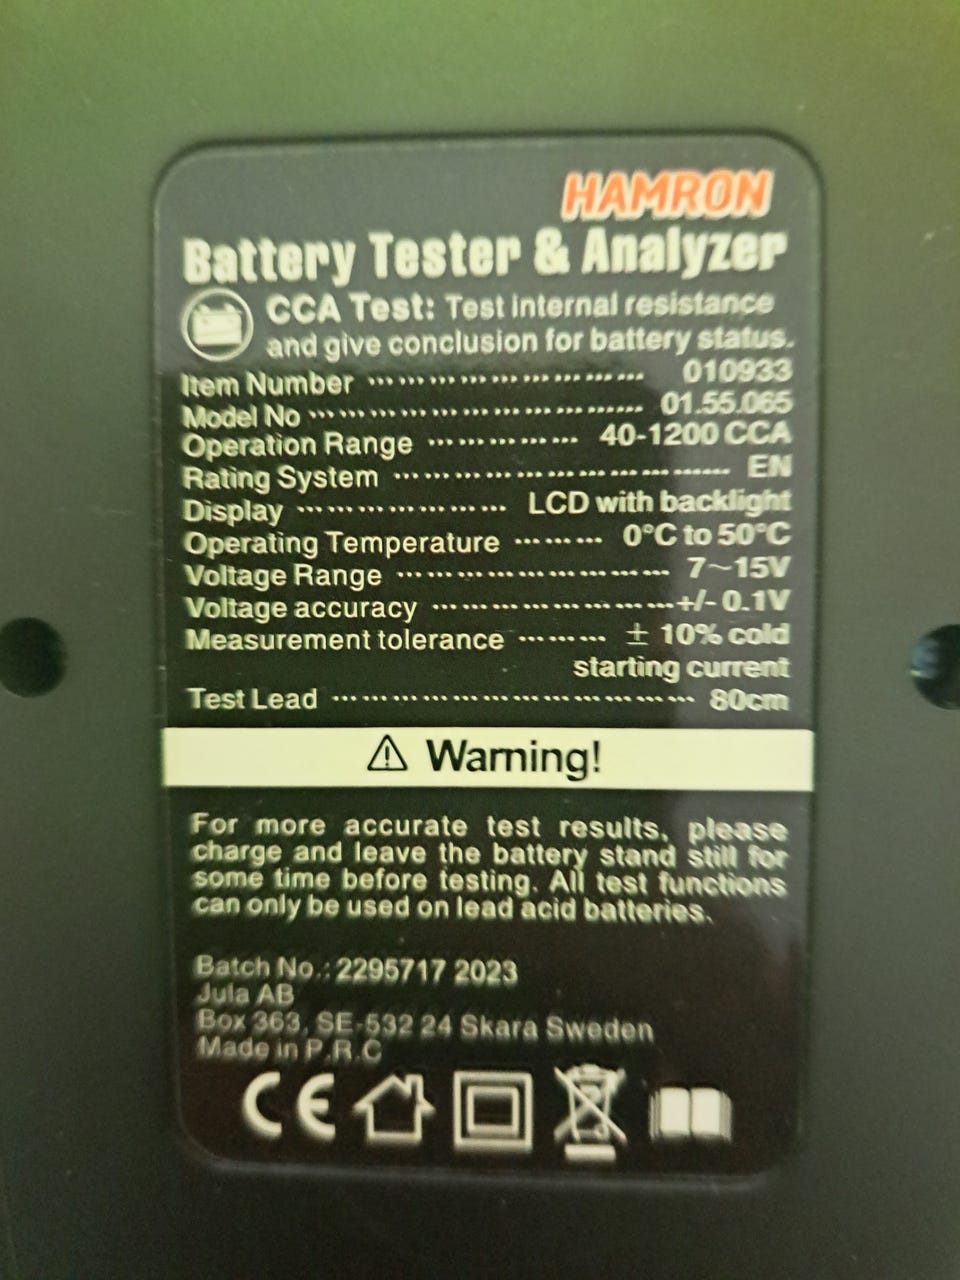 HAMRON
Battery Tester & Analyzer
CCA Test: Test internal resistance
and give conclusion for battery status.
Item Number ........................... 010933
Model No ................................. 01.55.065
Operation Range ............... 40-1200 CCA
Rating System ................................. EN
Display ..................... LCD with backlight
Operating Temperature ......... 0°C to 50°C
Voltage Range ........................... 7~15V
Voltage accuracy ........................+/- 0.1V
Measurement tolerance ......... ± 10% cold
starting current
Test Lead .................................... 80cm
⚠ Warning!
For more accurate test results, please
charge and leave the battery stand still for
some time before testing. All test functions
can only be used on lead acid batteries.
Batch No.: 2295717 2023
Jula AB
Box 363, SE-532 24 Skara Sweden
Made in P.R.C
CE